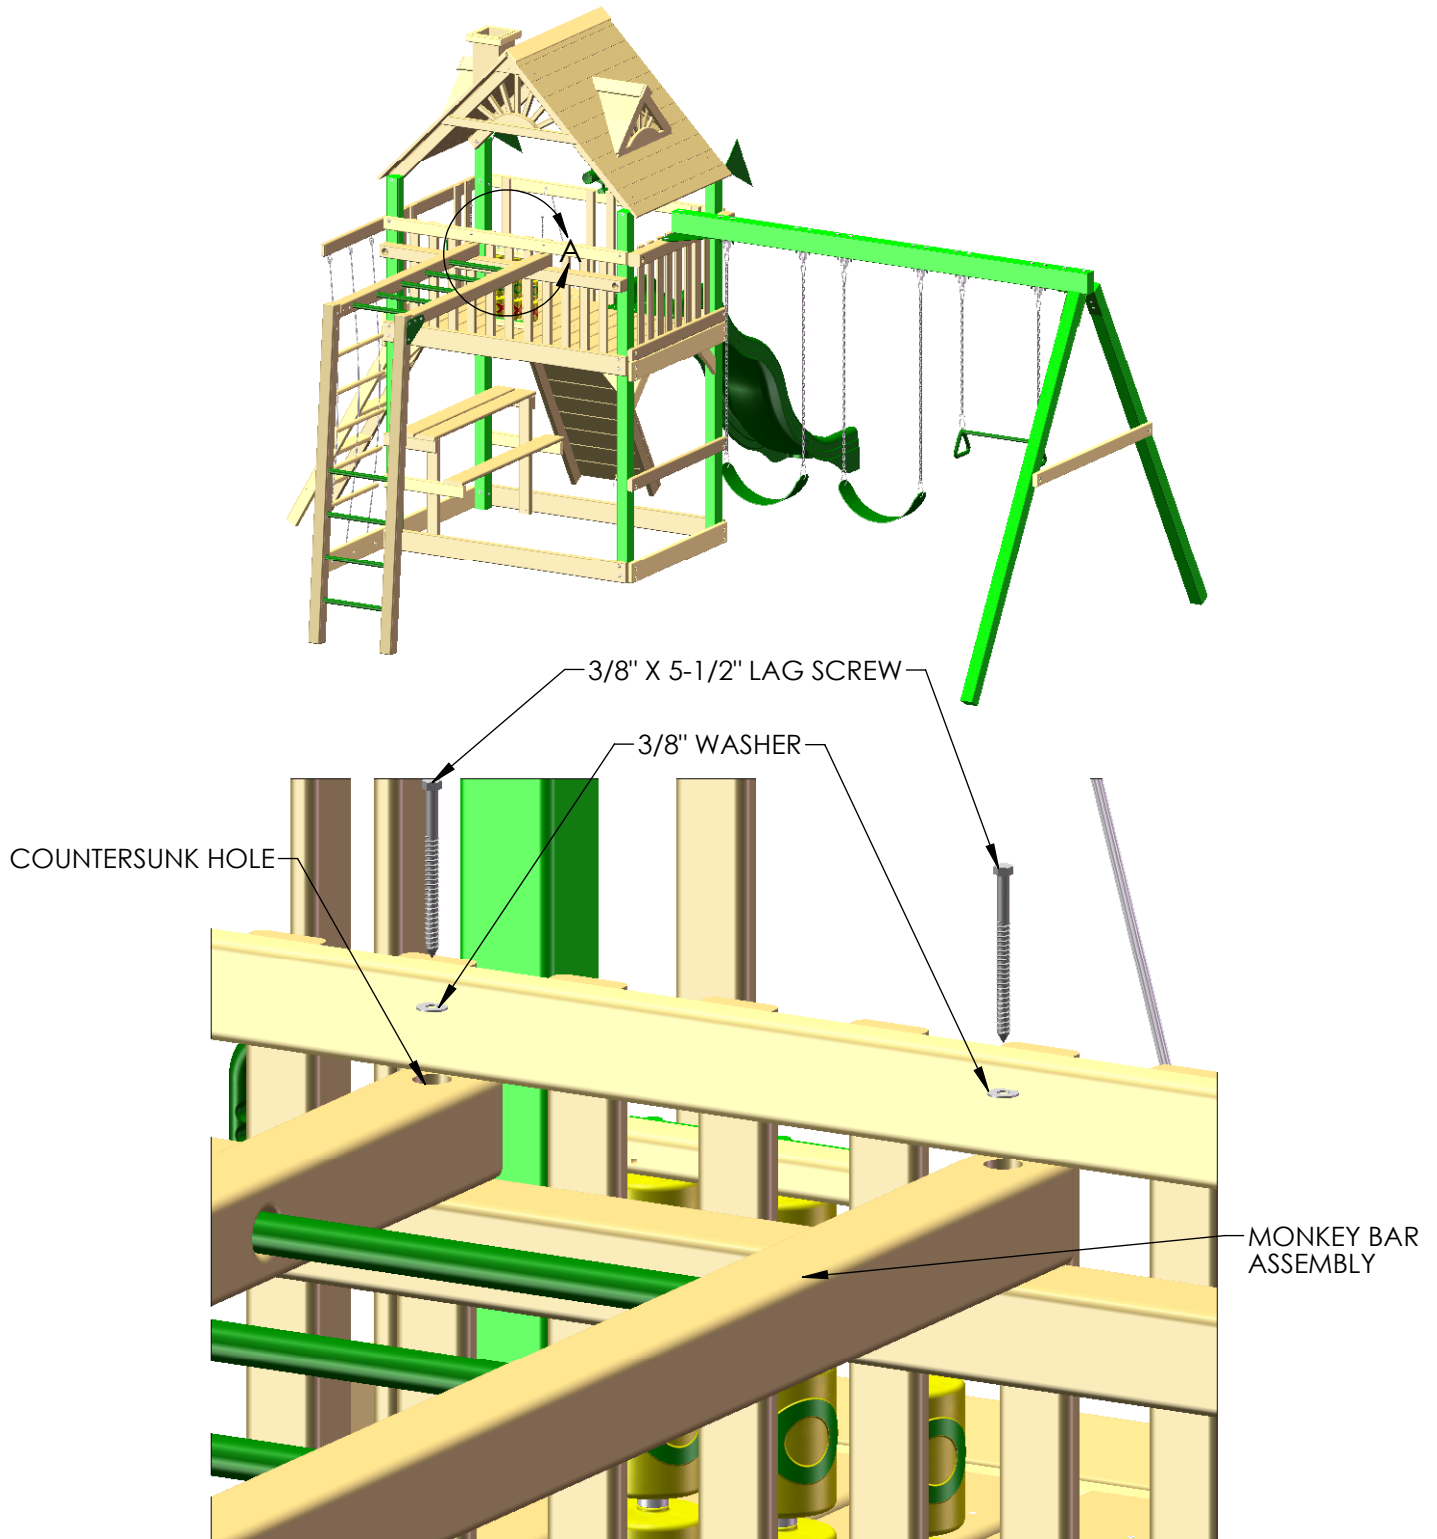 A
3/8" X 5-1/2" LAG SCREW
3/8" WASHER
COUNTERSUNK HOLE
MONKEY BAR
ASSEMBLY